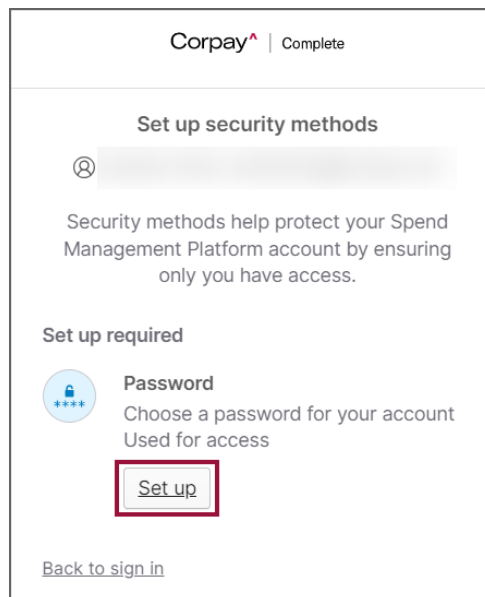 Corpay^ | Complete
Set up security methods
Security methods help protect your Spend
Management Platform account by ensuring
only you have access.
Set up required
Password
****
Choose a password for your account
Used for access
Set up
Back to sign in